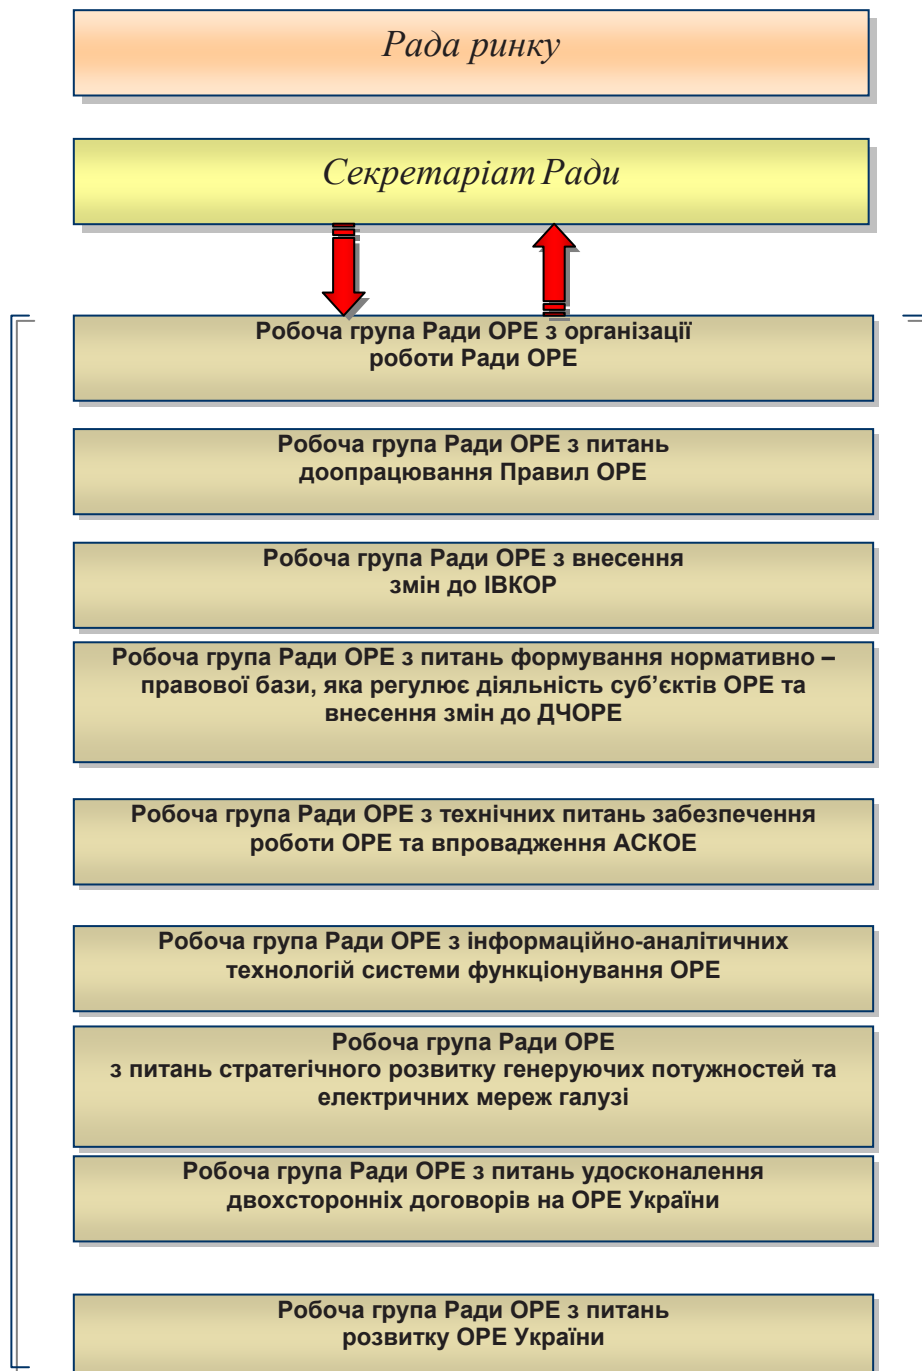 Рада ринку
Секретаріат Ради
Робоча група Ради ОРЕ з організації
роботи Ради ОРЕ
Робоча група Ради ОРЕ з питань
доопрацювання Правил ОРЕ
Робоча група Ради ОРЕ з внесення
змін до ІВКОР
Робоча група Ради ОРЕ з питань формування нормативно –
правової бази, яка регулює діяльність суб’єктів ОРЕ та
внесення змін до ДЧОРЕ
Робоча група Ради ОРЕ з технічних питань забезпечення
роботи ОРЕ та впровадження АСКОЕ
Робоча група Ради ОРЕ з інформаційно-аналітичних
технологій системи функціонування ОРЕ
Робоча група Ради ОРЕ
з питань стратегічного розвитку генеруючих потужностей та
електричних мереж галузі
Робоча група Ради ОРЕ з питань удосконалення
двохсторонніх договорів на ОРЕ України
Робоча група Ради ОРЕ з питань
розвитку ОРЕ України